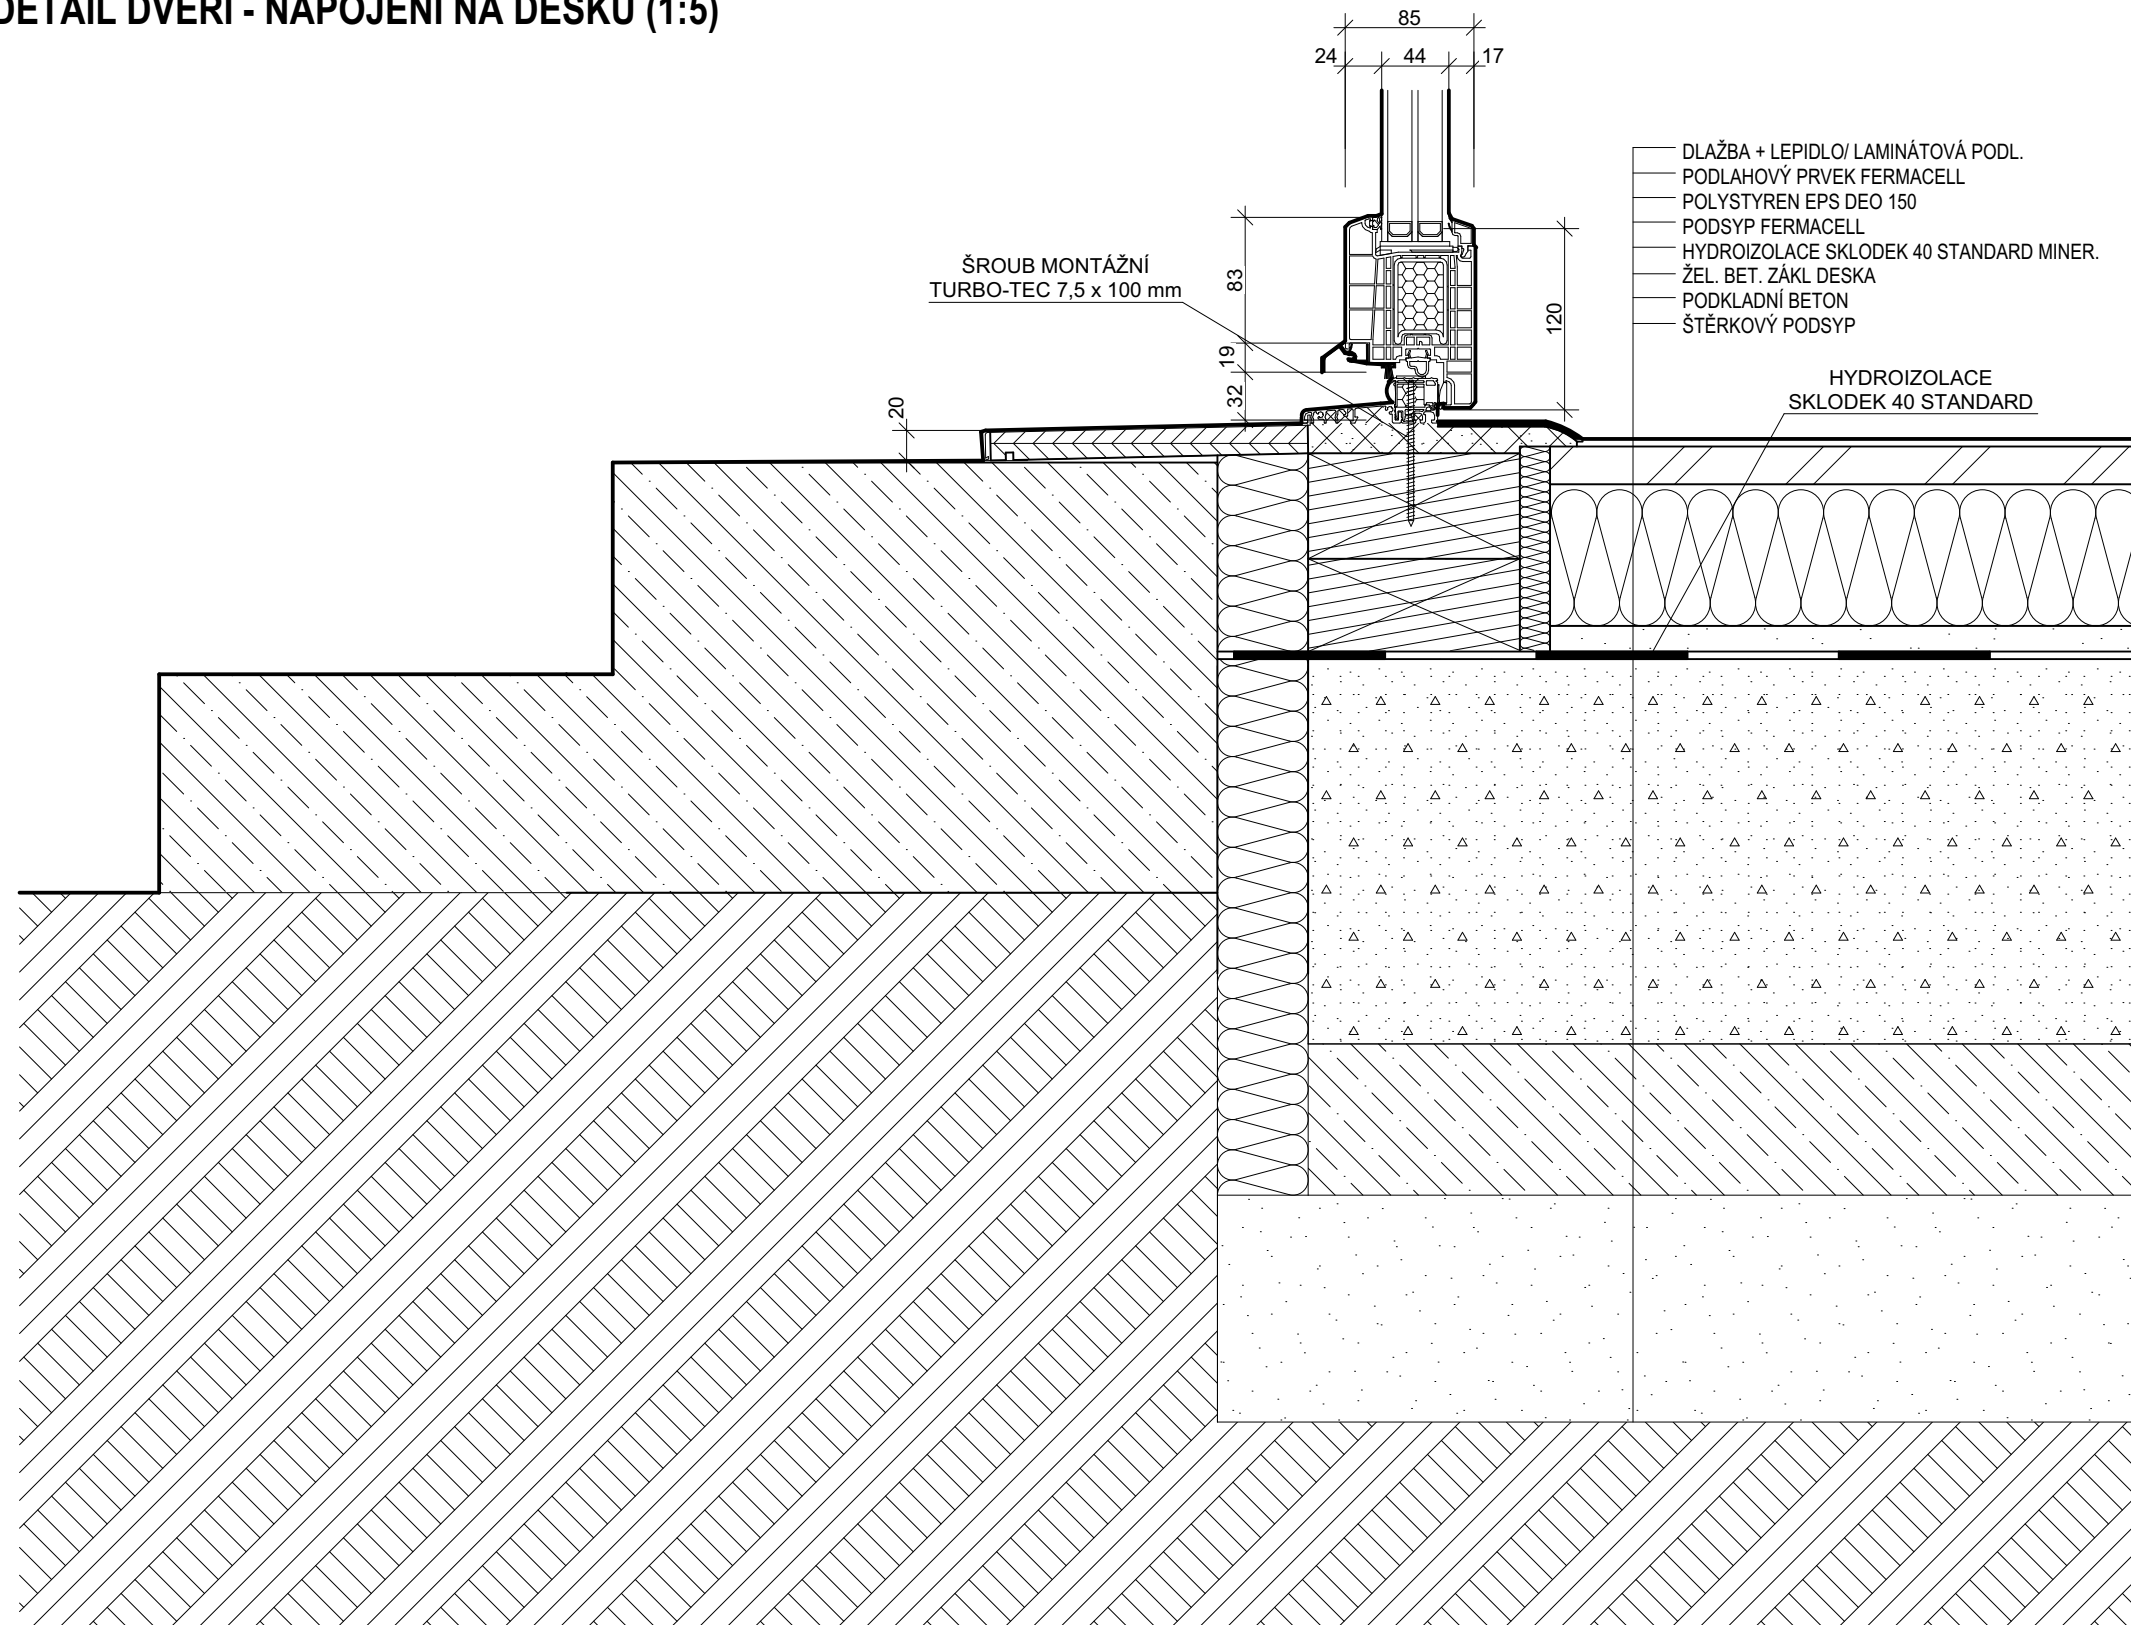 DETAIL DVEŘÍ - NAPOJENÍ NA DESKU (1:5)
85
24 44 17
DLAŽBA + LEPIDLO/ LAMINÁTOVÁ PODL.
PODLAHOVÝ PRVEK FERMACELL
POLYSTYREN EPS DEO 150
PODSYP FERMACELL
HYDROIZOLACE SKLODEK 40 STANDARD MINER.
ŽEL. BET. ZÁKL DESKA
PODKLADNÍ BETON
ŠTĚRKOVÝ PODSYP
ŠROUB MONTÁŽNÍ
TURBO-TEC 7,5 x 100 mm
83
19
32
120
20
HYDROIZOLACE
SKLODEK 40 STANDARD